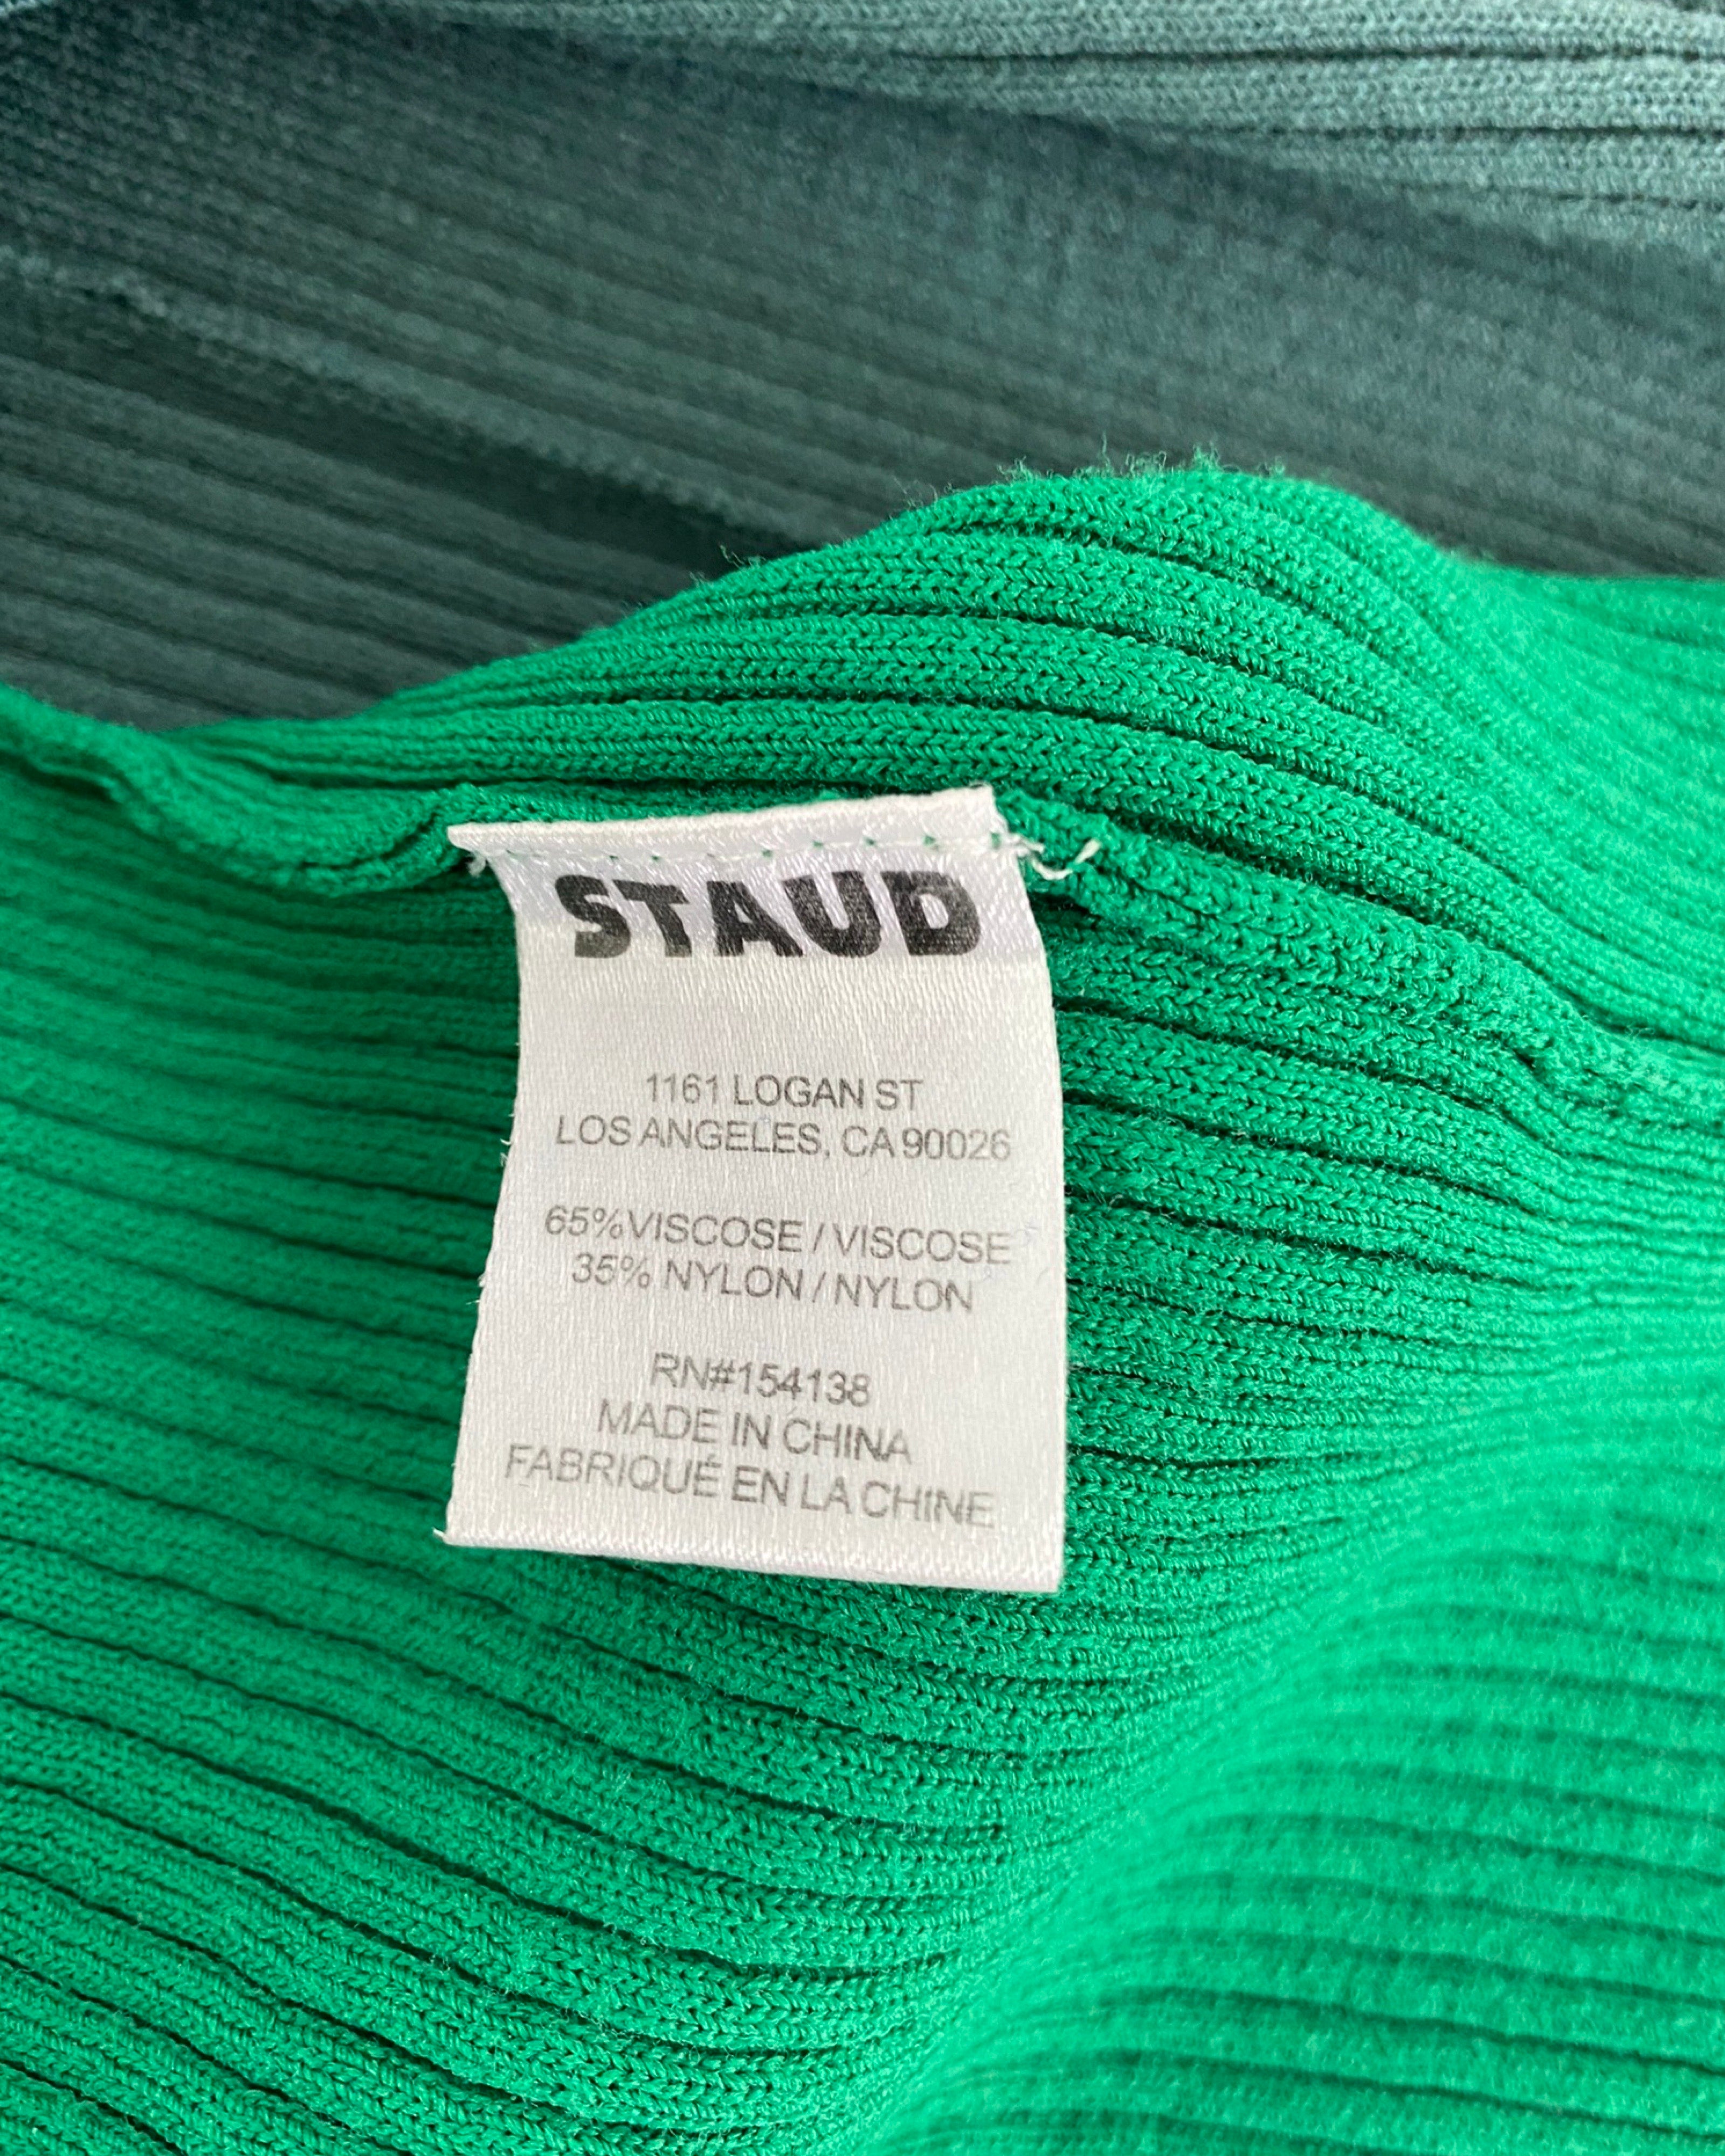 STAUD
1161 LOGAN ST
LOS ANGELES, CA 90026
65% VISCOSE / VISCOSE
35% NYLON / NYLON
RN#154138
MADE IN CHINA
FABRIQUÉ EN LA CHINE